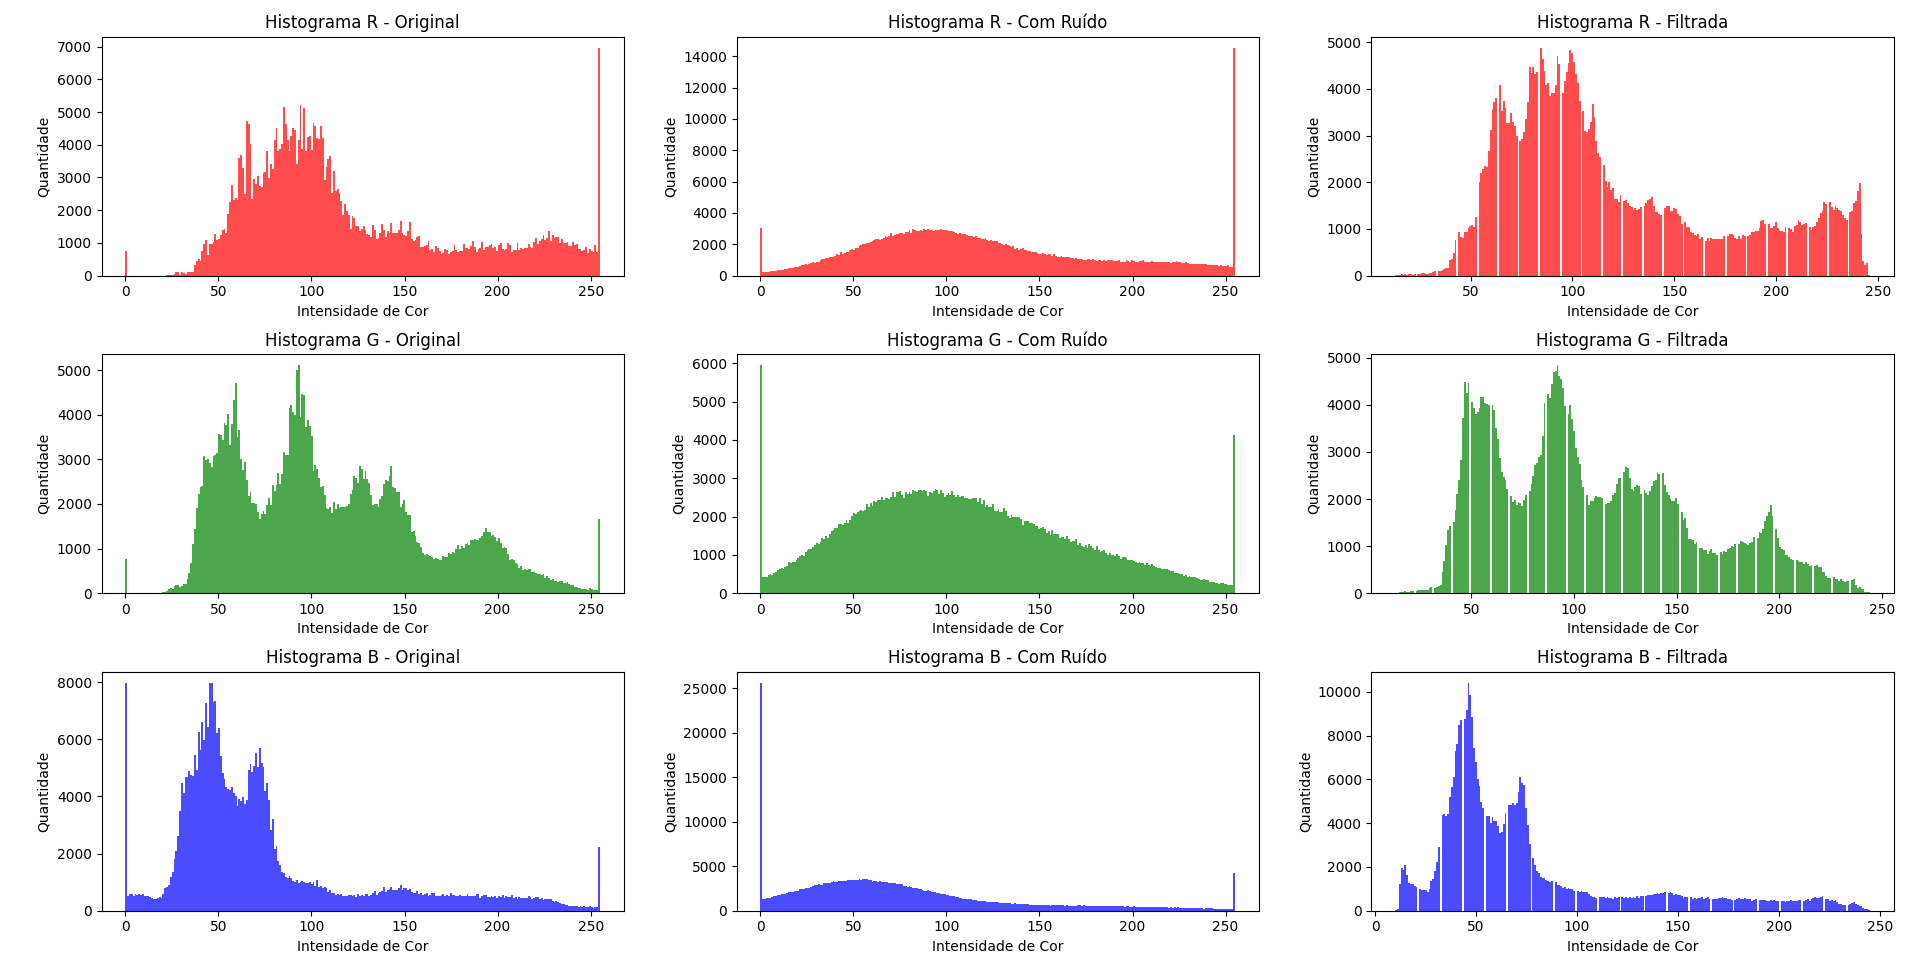 Histograma R - Original
Histograma R - Com Ruído
Histograma R - Filtrada
7000
6000
5000
4000
3000
2000
1000
0
Quantidade
0 50 100 150 200 250
Intensidade de Cor
14000
12000
10000
8000
6000
4000
2000
0
Quantidade
0 50 100 150 200 250
Intensidade de Cor
5000
4000
3000
2000
1000
0
Quantidade
50 100 150 200 250
Intensidade de Cor
Histograma G - Original
Histograma G - Com Ruído
Histograma G - Filtrada
5000
4000
3000
2000
1000
0
Quantidade
0 50 100 150 200 250
Intensidade de Cor
6000
5000
4000
3000
2000
1000
0
Quantidade
0 50 100 150 200 250
Intensidade de Cor
5000
4000
3000
2000
1000
0
Quantidade
50 100 150 200 250
Intensidade de Cor
Histograma B - Original
Histograma B - Com Ruído
Histograma B - Filtrada
8000
6000
4000
2000
0
Quantidade
0 50 100 150 200 250
Intensidade de Cor
25000
20000
15000
10000
5000
0
Quantidade
0 50 100 150 200 250
Intensidade de Cor
10000
8000
6000
4000
2000
0
Quantidade
0 50 100 150 200 250
Intensidade de Cor